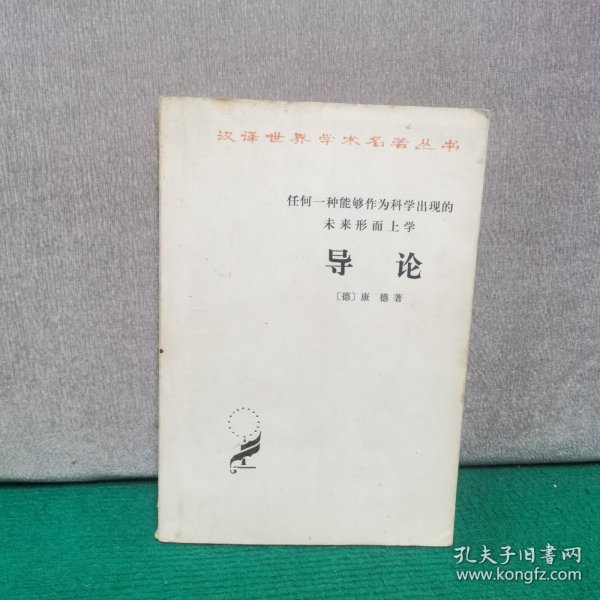 汉译世界学术名著丛书
任何一种能够作为科学出现的
未来形而上学
导 论
〔德〕康 德 著
孔夫子旧书网
www.kongfz.com